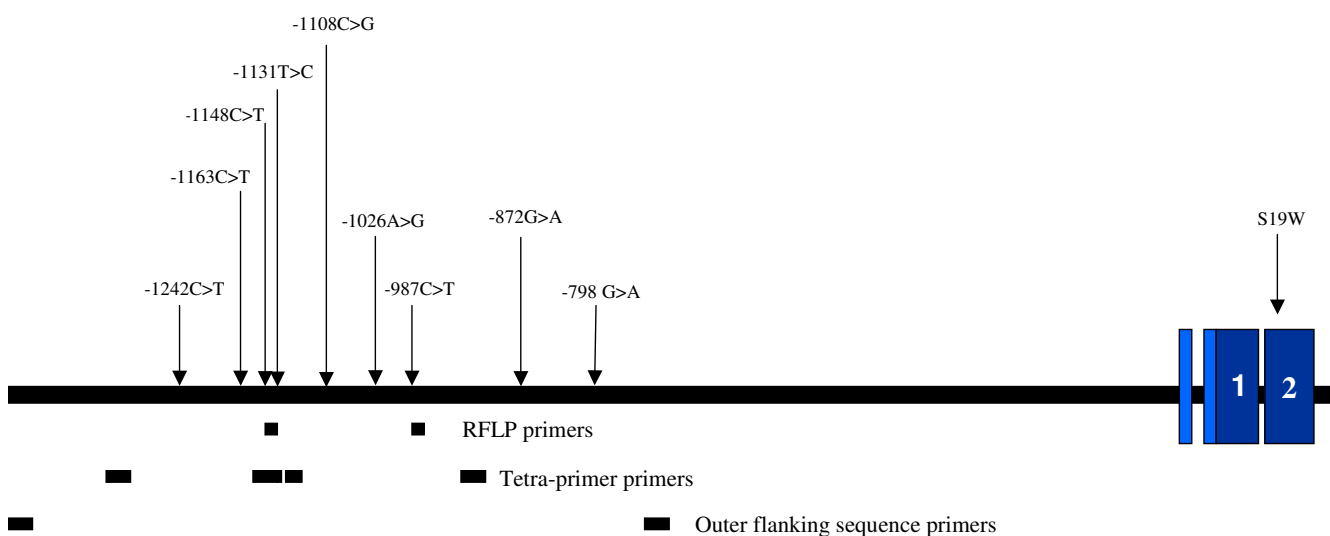 -1108C>G
-1131T>C
-1148C>T
-1163C>T
-1026A>G
-872G>A
S19W
-1242C>T
-987C>T
-798 G>A
1
2
RFLP primers
Tetra-primer primers
Outer flanking sequence primers